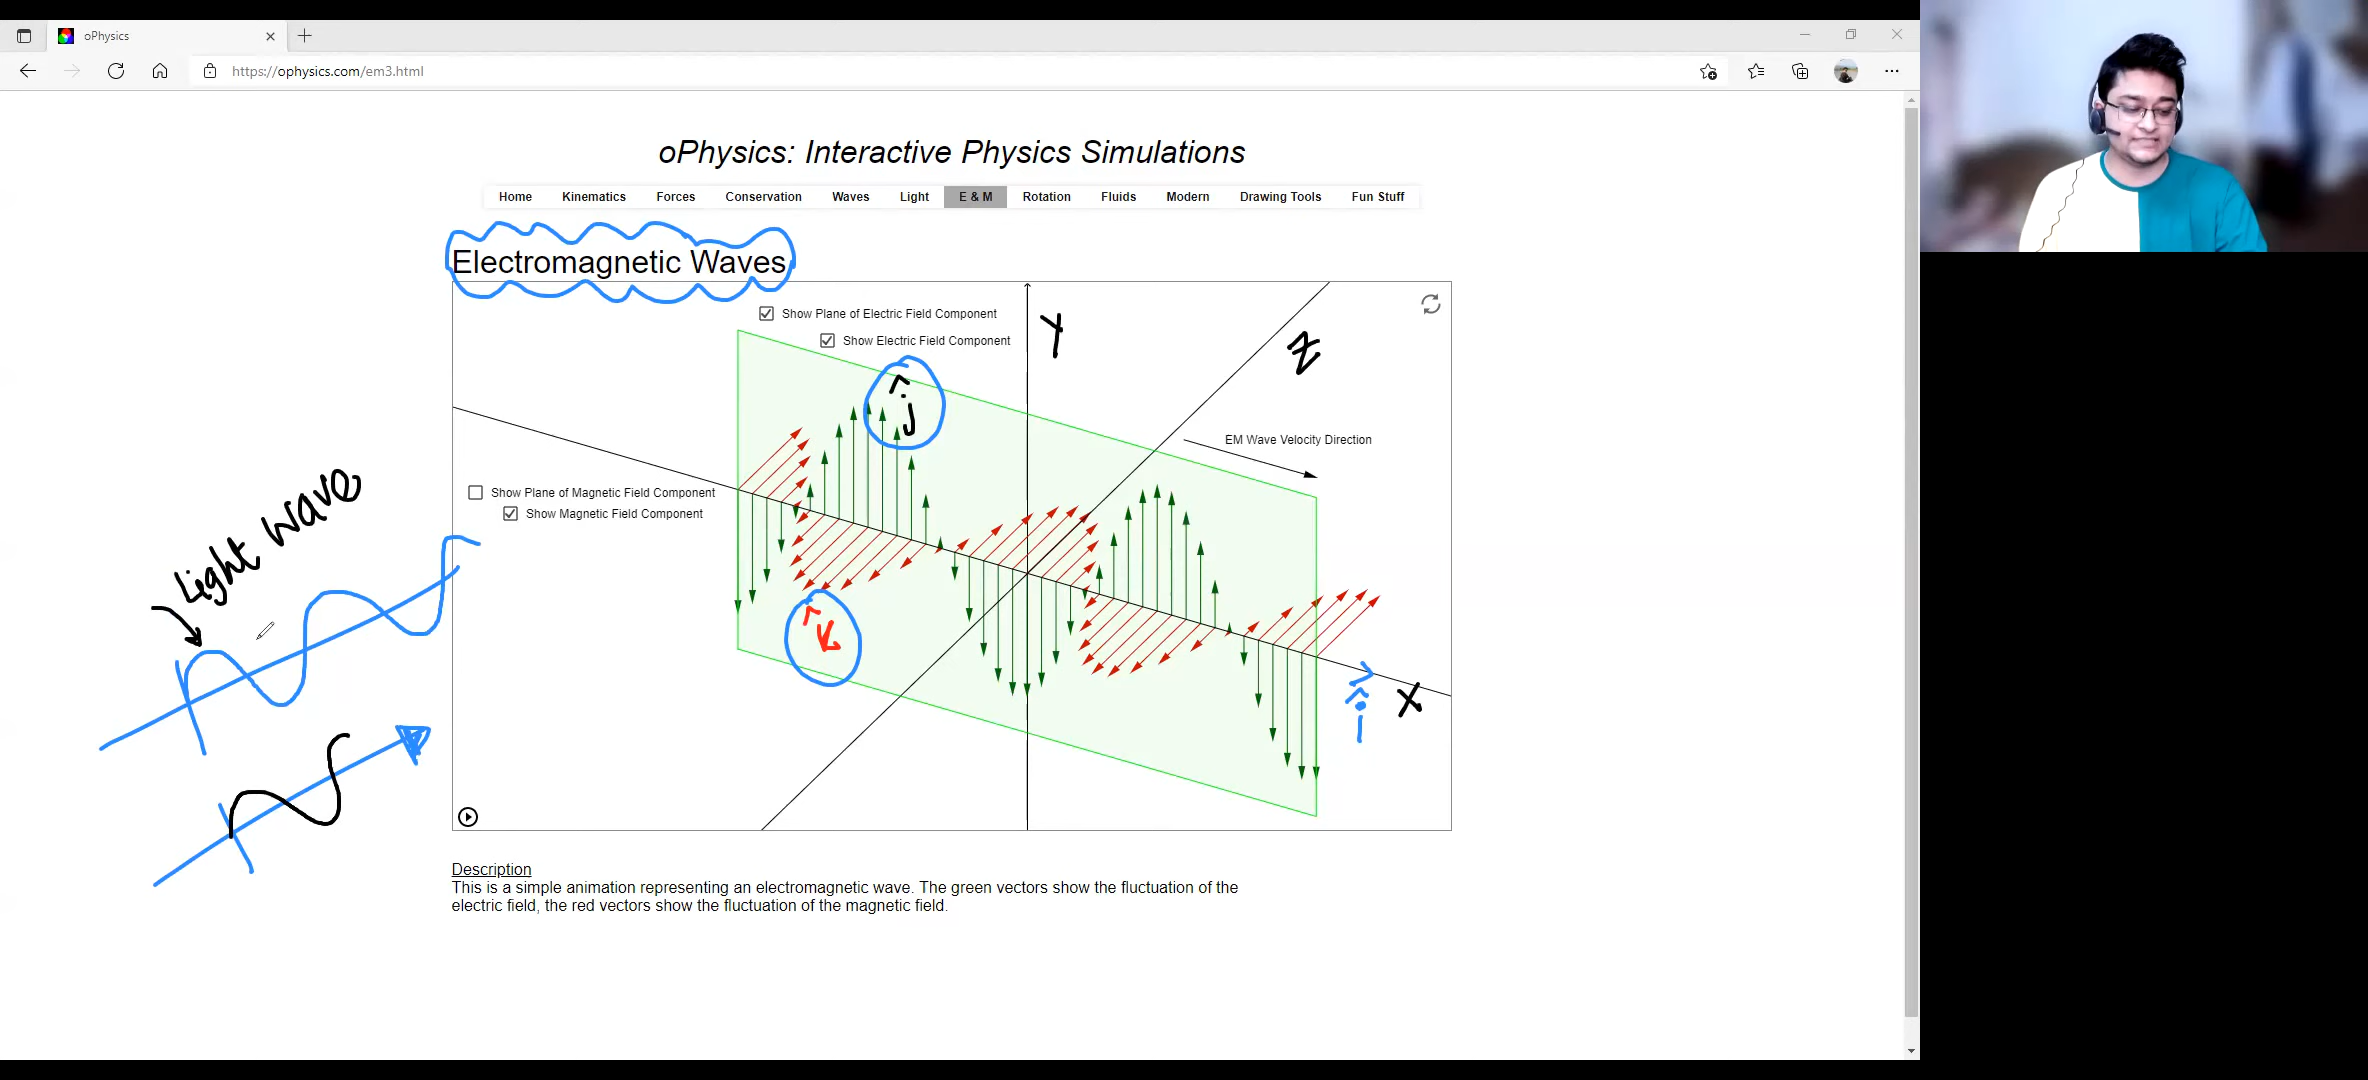 oPhysics
https://ophysics.com/em3.html
oPhysics: Interactive Physics Simulations
Home Kinematics Forces Conservation Waves Light E & M Rotation Fluids Modern Drawing Tools Fun Stuff
Electromagnetic Waves
Show Plane of Electric Field Component
Show Electric Field Component
Y
Z
ĵ
EM Wave Velocity Direction
Show Plane of Magnetic Field Component
Show Magnetic Field Component
Light wave
k̂
î
X
Description
This is a simple animation representing an electromagnetic wave. The green vectors show the fluctuation of the
electric field, the red vectors show the fluctuation of the magnetic field.